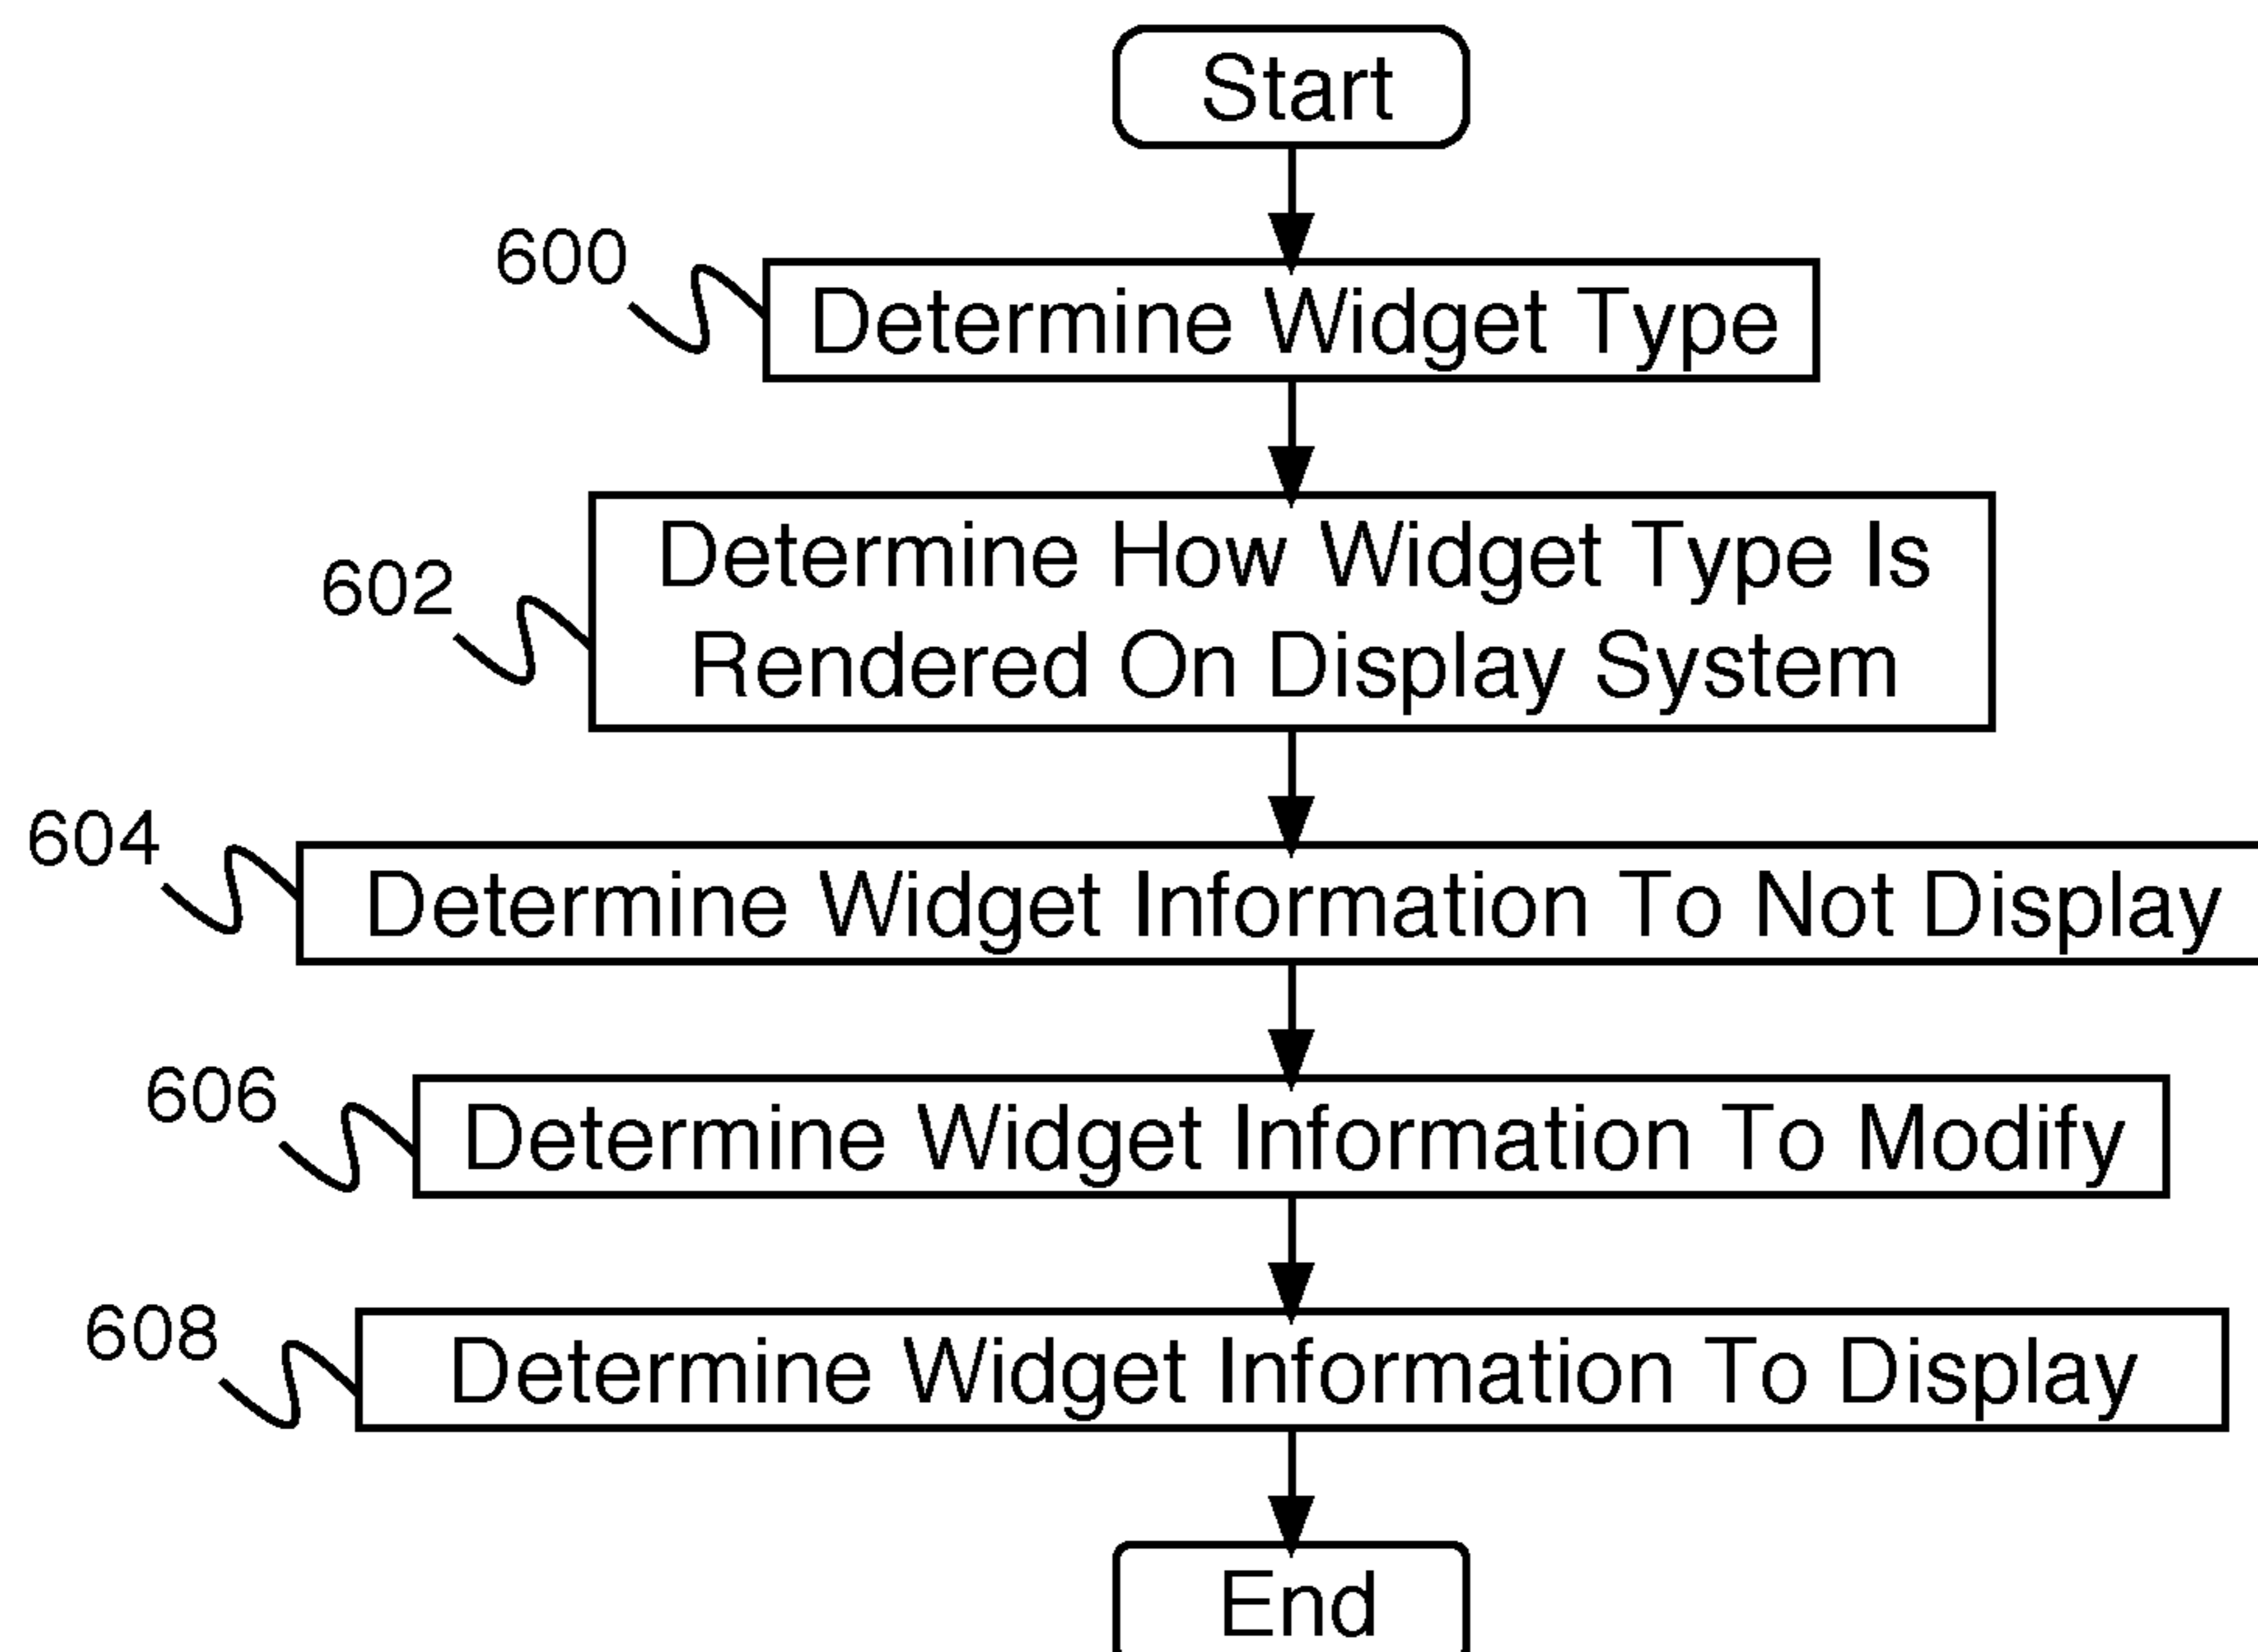 Start
600
Determine Widget Type
602
Determine How Widget Type Is
Rendered On Display System
604
Determine Widget Information To Not Display
606
Determine Widget Information To Modify
608
Determine Widget Information To Display
End